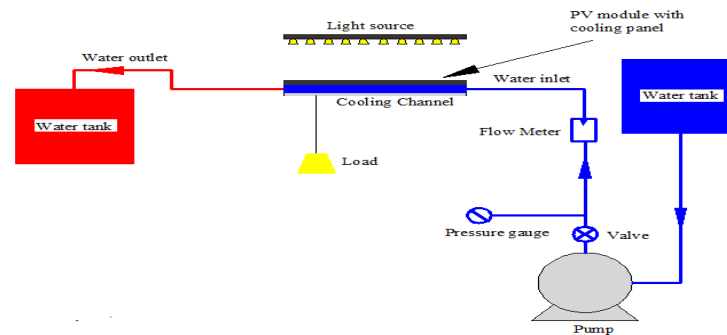 PV module with
cooling panel
Light source
Water outlet
Water inlet
Water tank
Cooling Channel
Water tank
Flow Meter
Load
Pressure gauge
Valve
Pump